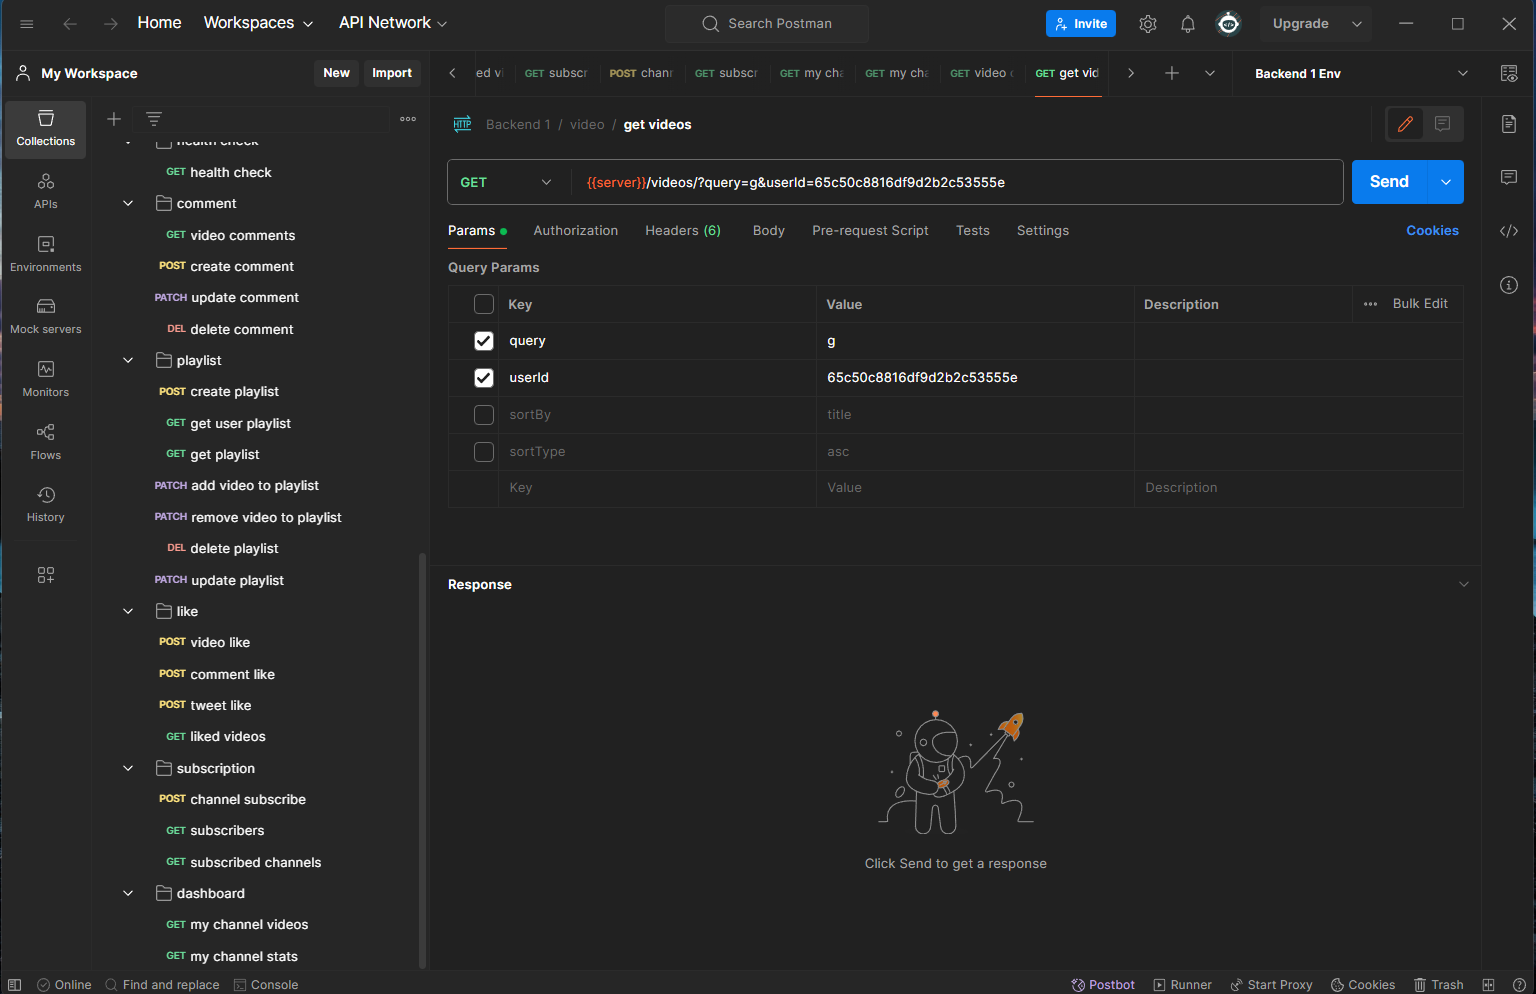 Home
Workspaces
API Network
Search Postman
Invite
Upgrade
My Workspace
New
Import
ed vi
GET subscr
POST chann
GET subscr
GET my cha
GET my cha
GET video c
GET get vid
Backend 1 Env
Collections
APIs
Environments
Mock servers
Monitors
Flows
History
health check
GET health check
comment
GET video comments
POST create comment
PATCH update comment
DEL delete comment
playlist
POST create playlist
GET get user playlist
GET get playlist
PATCH add video to playlist
PATCH remove video to playlist
DEL delete playlist
PATCH update playlist
like
POST video like
POST comment like
POST tweet like
GET liked videos
subscription
POST channel subscribe
GET subscribers
GET subscribed channels
dashboard
GET my channel videos
GET my channel stats
HTTP
Backend 1 / video / get videos
GET
{{server}}/videos/?query=g&userId=65c50c8816df9d2b2c53555e
Send
Params
Authorization
Headers (6)
Body
Pre-request Script
Tests
Settings
Cookies
Query Params
Key Value Description Bulk Edit
query g
userId 65c50c8816df9d2b2c53555e
sortBy title
sortType asc
Key Value Description
Response
Click Send to get a response
Online
Find and replace
Console
Postbot
Runner
Start Proxy
Cookies
Trash